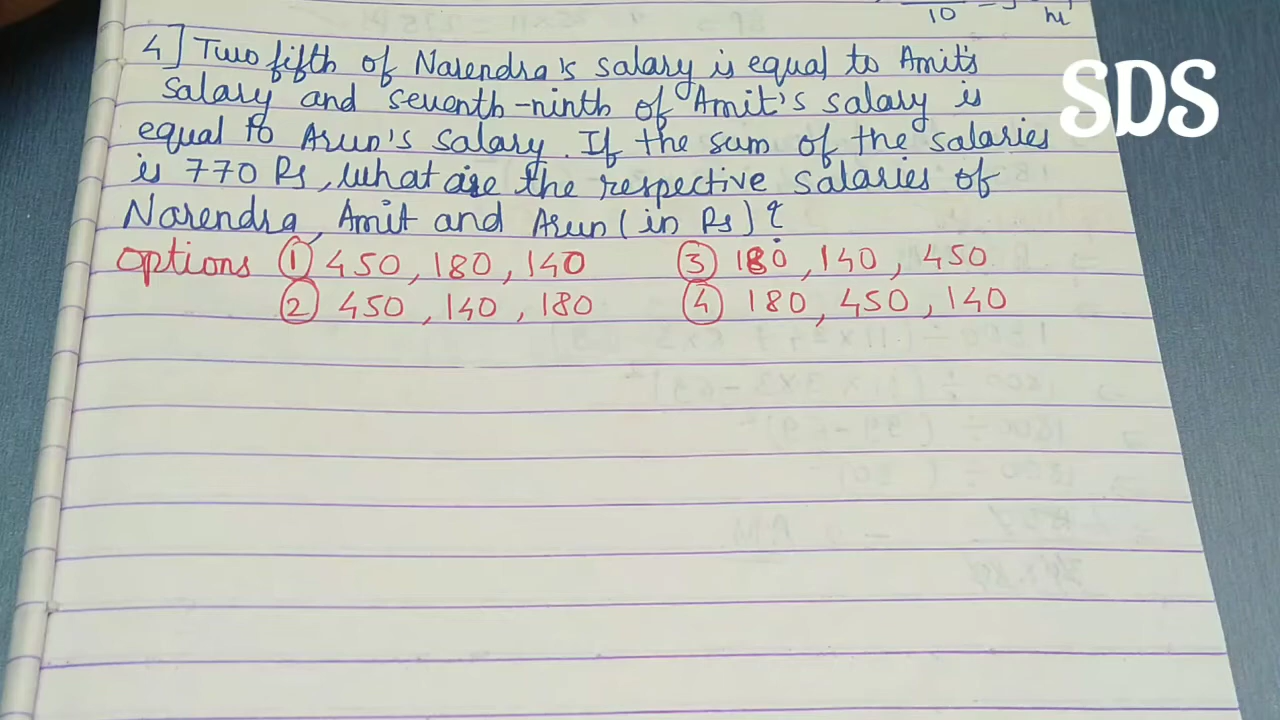 10
hr
SDS
4] Two fifth of Narendra's salary is equal to Amit's
salary and seventh-ninth of Amit's salary is
equal to Arun's salary. If the sum of the salaries
is 770 Rs, what are the respective salaries of
Narendra, Amit and Arun (in Rs) ?
options ① 450, 180, 140 ③ 180, 140, 450
② 450, 140, 180 ④ 180, 450, 140